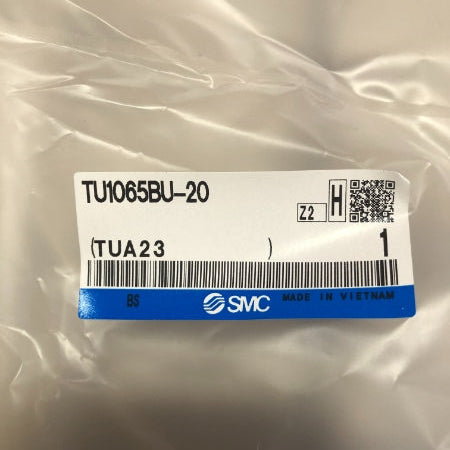 TU1065BU-20
Z2 H
(TUA23 ) 1
BS SMC MADE IN VIETNAM